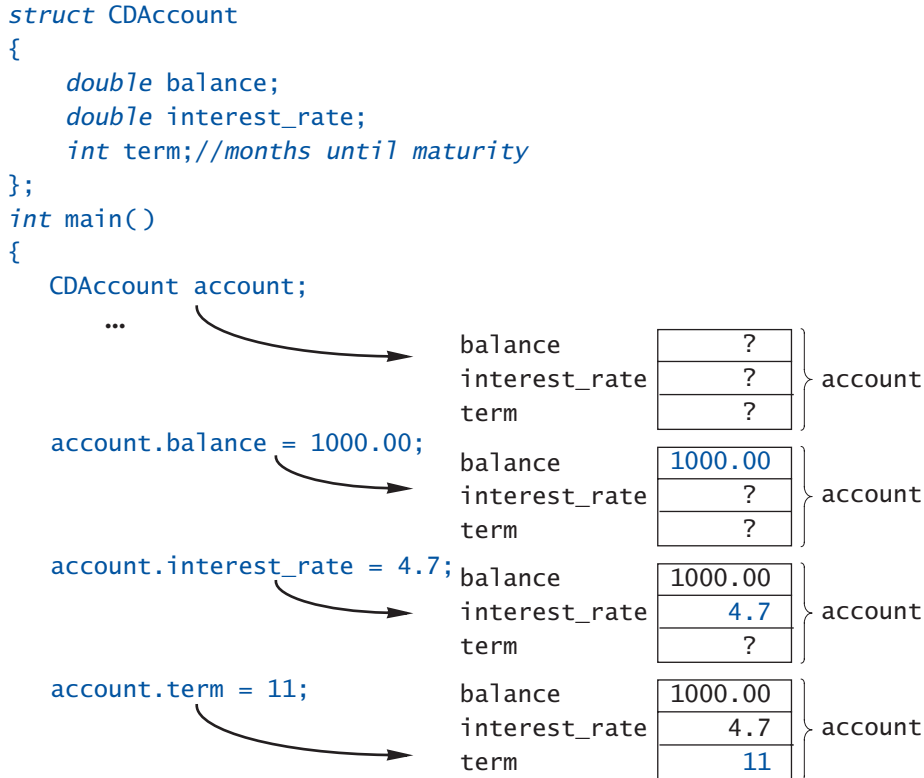 struct CDAccount
{
double balance;
double interest_rate;
int term;//months until maturity
};
int main()
{
CDAccount account;
...
balance ?
interest_rate ? account
term ?
account.balance = 1000.00;
balance 1000.00
interest_rate ? account
term ?
account.interest_rate = 4.7;
balance 1000.00
interest_rate 4.7 account
term ?
account.term = 11;
balance 1000.00
interest_rate 4.7 account
term 11